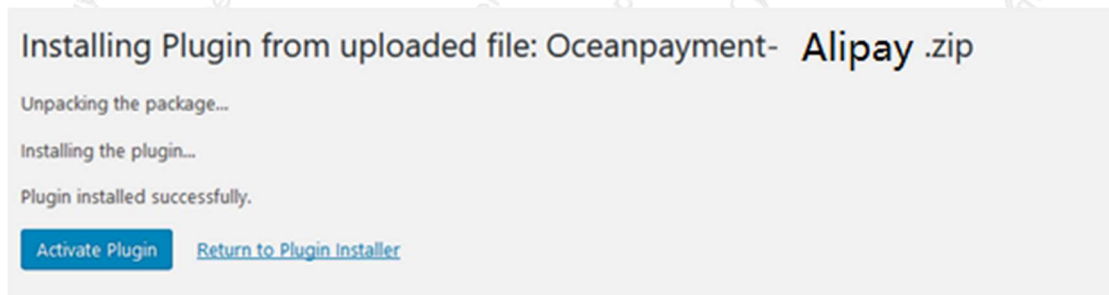 Installing Plugin from uploaded file: Oceanpayment- Alipay .zip
Unpacking the package...
Installing the plugin...
Plugin installed successfully.
Activate Plugin Return to Plugin Installer